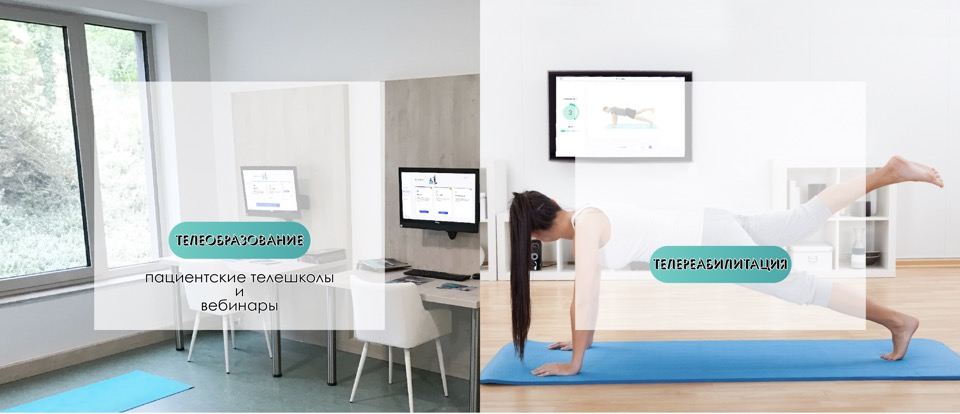 ТЕЛЕОБРАЗОВАНИЕ
пациентские телешколы
и
вебинары
ТЕЛЕРЕАБИЛИТАЦИЯ